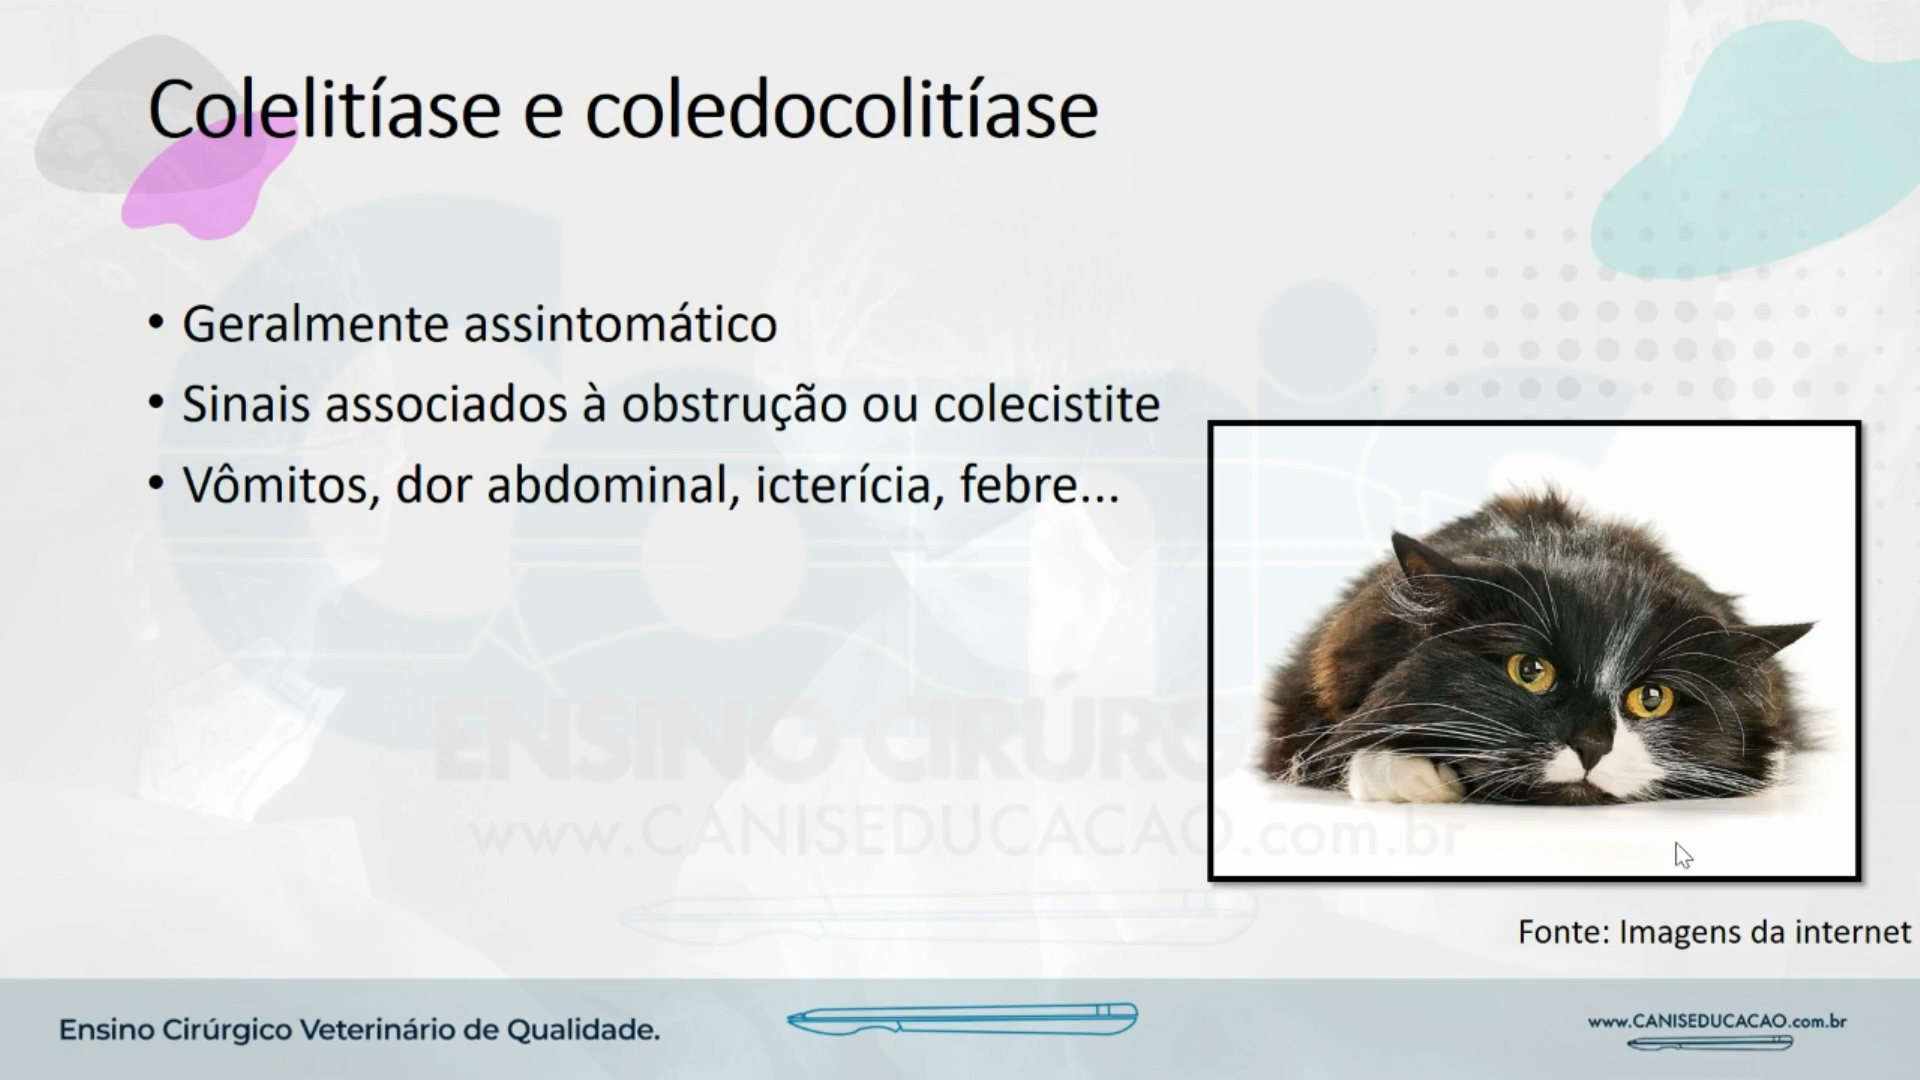 Colelitíase e coledocolitíase
• Geralmente assintomático
• Sinais associados à obstrução ou colecistite
• Vômitos, dor abdominal, icterícia, febre...
ENSINO CIRÚRG
www.CANISEDUCACAO.com.br
Fonte: Imagens da internet
Ensino Cirúrgico Veterinário de Qualidade.
www.CANISEDUCACAO.com.br